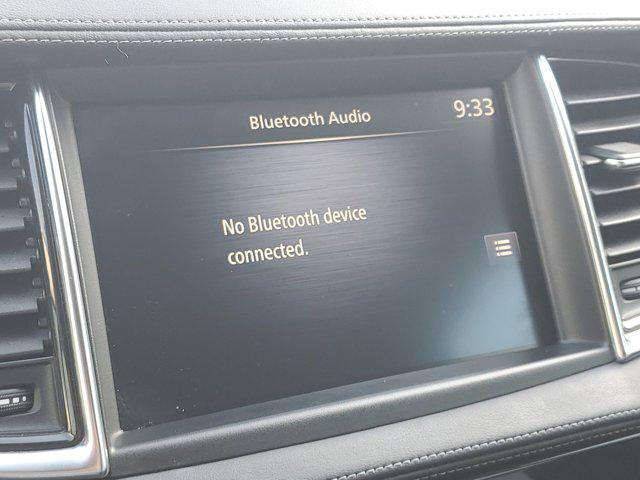 Bluetooth Audio
9:33
No Bluetooth device
connected.